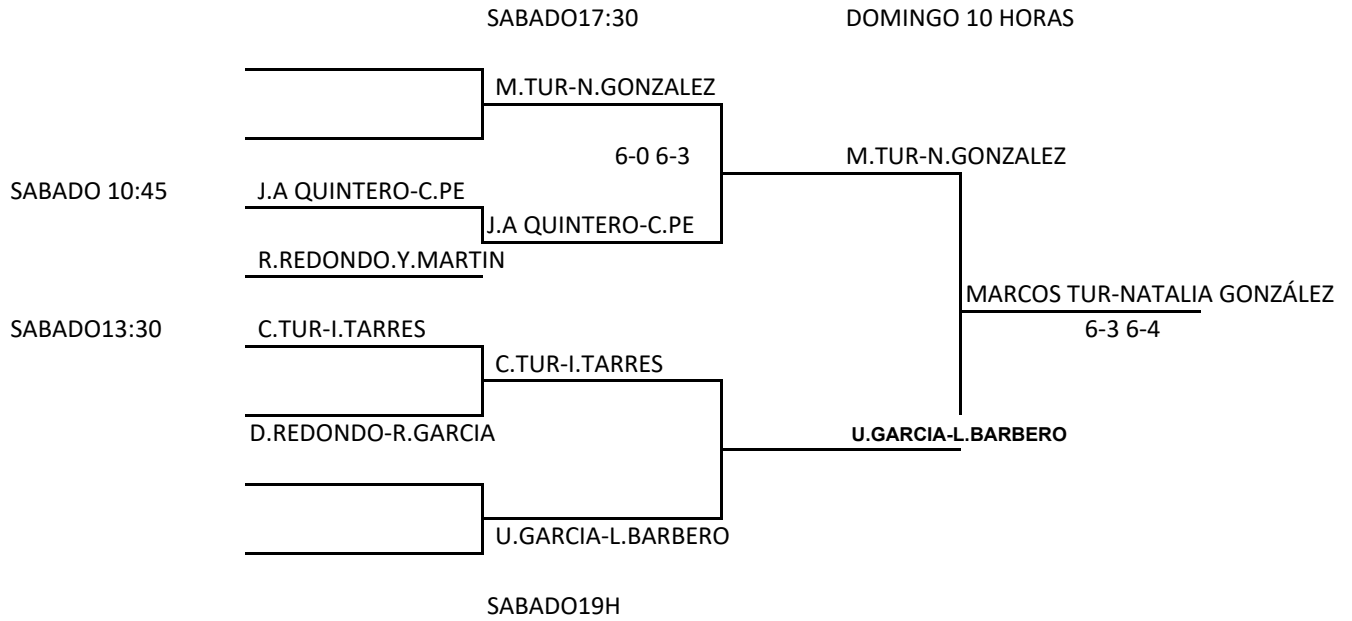 SABADO17:30 DOMINGO 10 HORAS
M.TUR-N.GONZALEZ
6-0 6-3 M.TUR-N.GONZALEZ
SABADO 10:45 J.A QUINTERO-C.PE
J.A QUINTERO-C.PE
R.REDONDO.Y.MARTIN
MARCOS TUR-NATALIA GONZÁLEZ
SABADO13:30 C.TUR-I.TARRES 6-3 6-4
C.TUR-I.TARRES
D.REDONDO-R.GARCIA U.GARCIA-L.BARBERO
U.GARCIA-L.BARBERO
SABADO19H